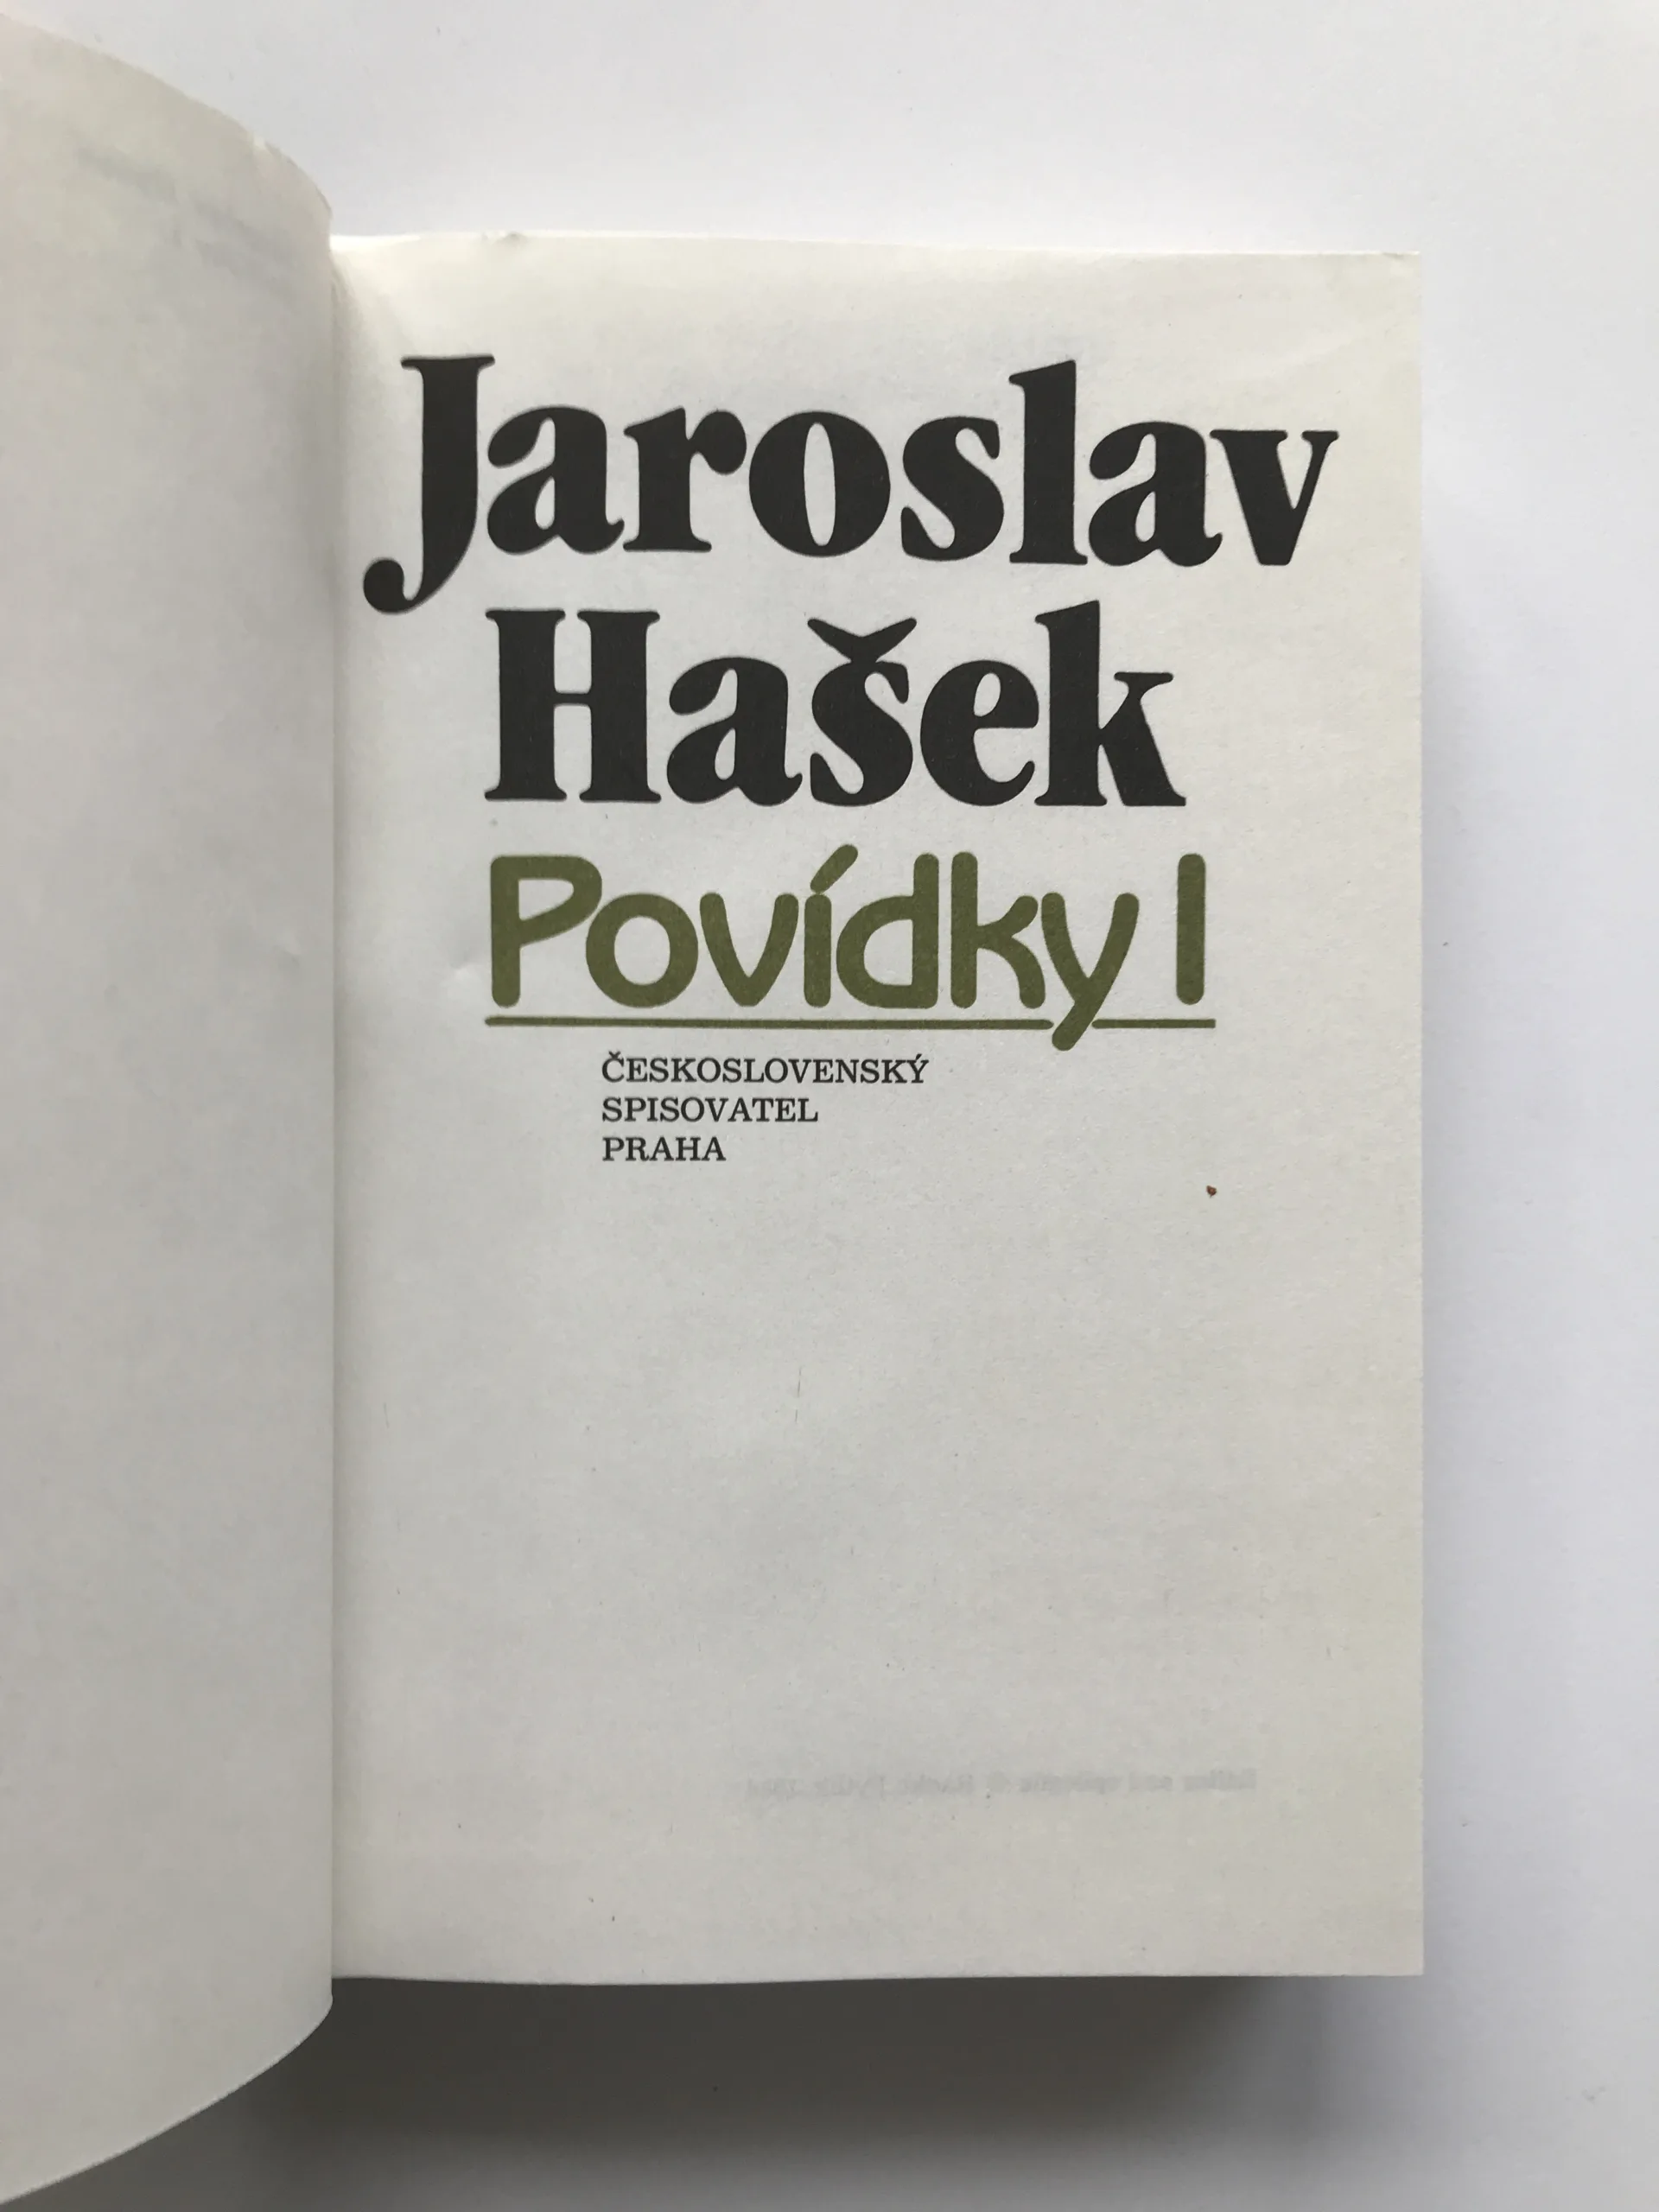 Jaroslav
Hašek
Povídky I
ČESKOSLOVENSKÝ
SPISOVATEL
PRAHA